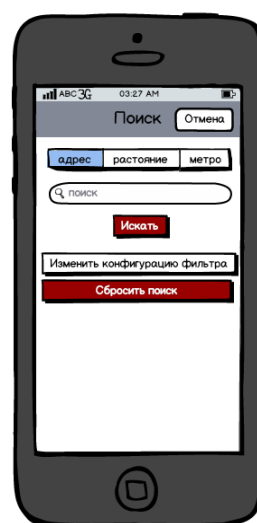 ABC 3G 03:27 AM
Поиск Отмена
адрес растояние метро
поиск
Искать
Изменить конфигурацию фильтра
Сбросить поиск